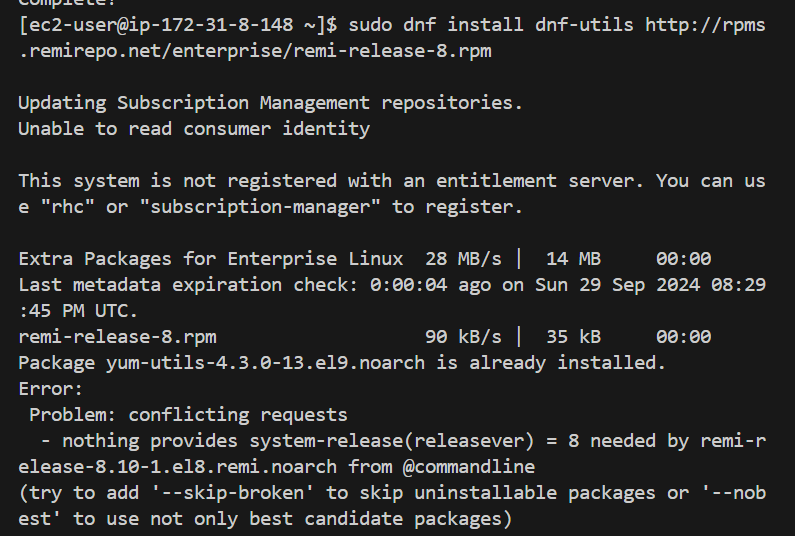 Complete!
[ec2-user@ip-172-31-8-148 ~]$ sudo dnf install dnf-utils http://rpms
.remirepo.net/enterprise/remi-release-8.rpm
Updating Subscription Management repositories.
Unable to read consumer identity
This system is not registered with an entitlement server. You can us
e "rhc" or "subscription-manager" to register.
Extra Packages for Enterprise Linux  28 MB/s |  14 MB     00:00
Last metadata expiration check: 0:00:04 ago on Sun 29 Sep 2024 08:29
:45 PM UTC.
remi-release-8.rpm                   90 kB/s |  35 kB     00:00
Package yum-utils-4.3.0-13.el9.noarch is already installed.
Error:
 Problem: conflicting requests
  - nothing provides system-release(releasever) = 8 needed by remi-r
elease-8.10-1.el8.remi.noarch from @commandline
(try to add '--skip-broken' to skip uninstallable packages or '--nob
est' to use not only best candidate packages)